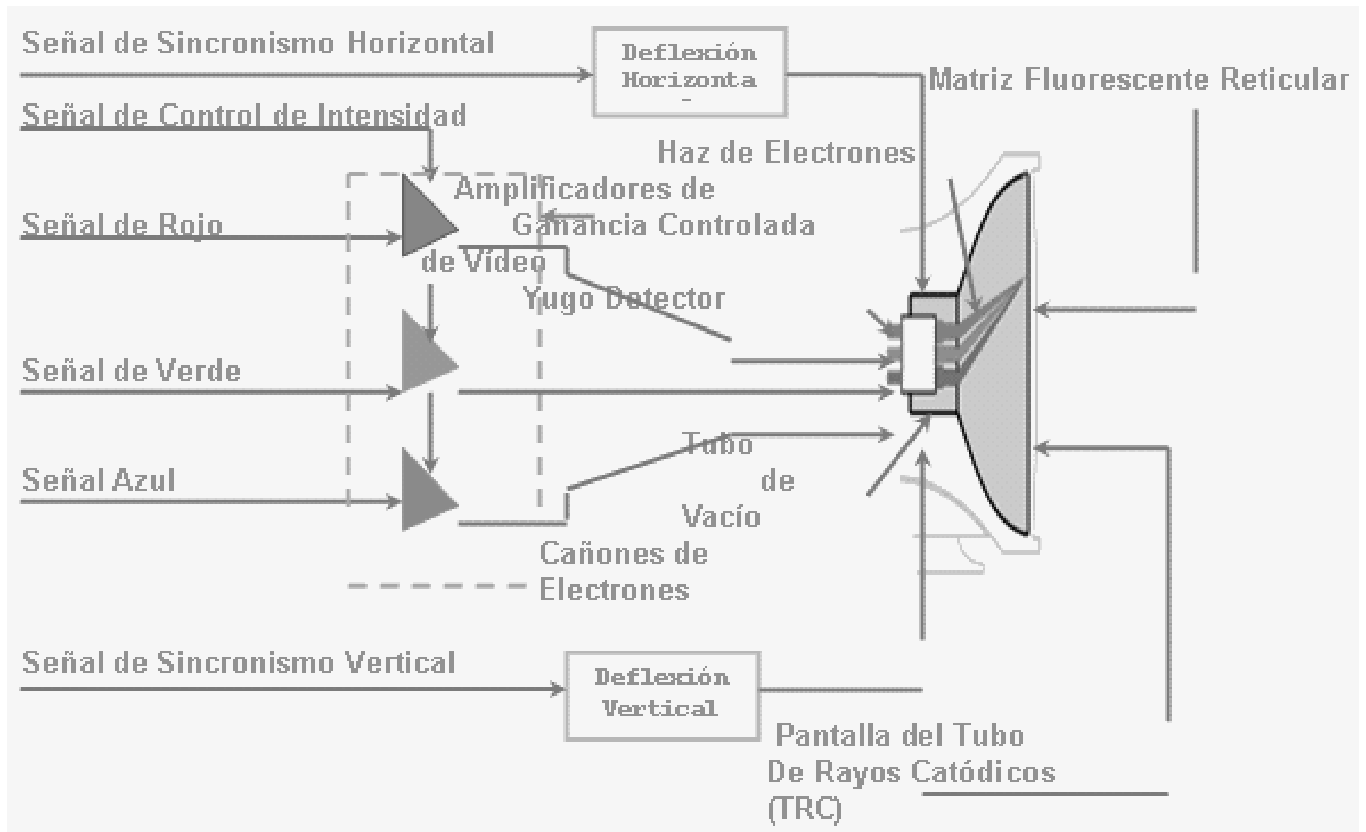 Señal de Sincronismo Horizontal
Deflexión
Horizonta
-
Matriz Fluorescente Reticular
Señal de Control de Intensidad
Haz de Electrones
Amplificadores de
Ganancia Controlada
de Vídeo
Señal de Rojo
Yugo Detector
Señal de Verde
Tubo
de
Vacío
Señal Azul
Cañones de
Electrones
Señal de Sincronismo Vertical
Deflexión
Vertical
Pantalla del Tubo
De Rayos Catódicos
(TRC)